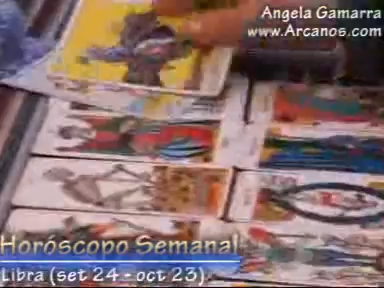 Angela Gamarra
www.Arcanos.com
Horóscopo Semanal
Libra (set 24 - oct 23)